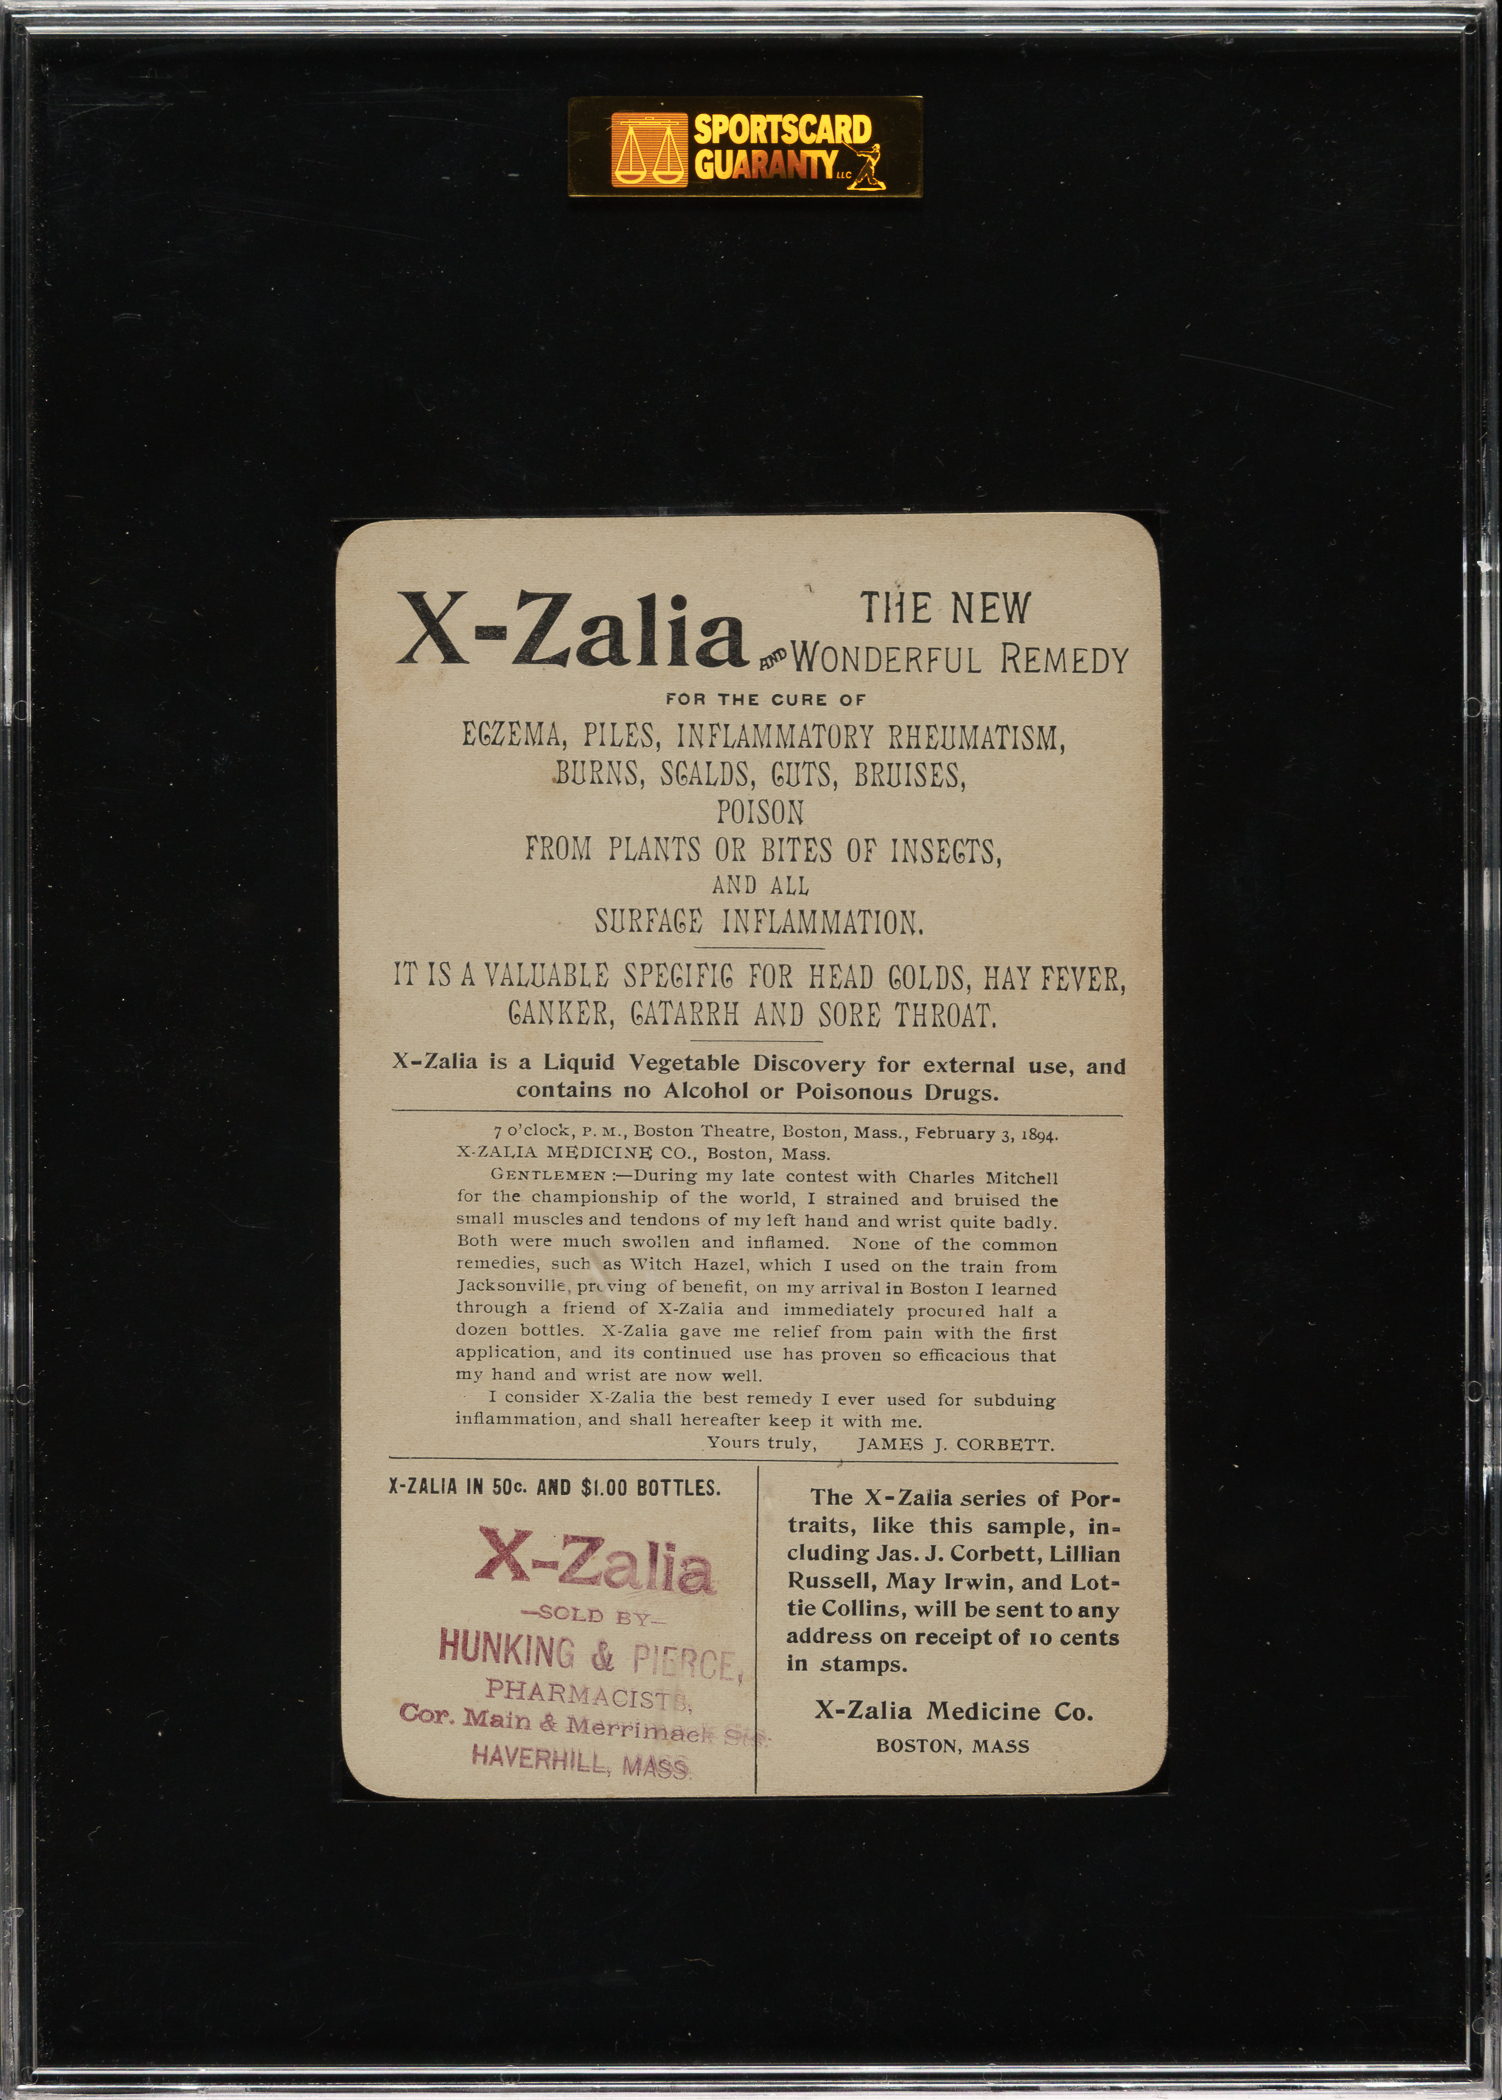 SPORTSCARD
GUARANTY LLC
X-Zalia AND THE NEW
WONDERFUL REMEDY
FOR THE CURE OF
ECZEMA, PILES, INFLAMMATORY RHEUMATISM,
BURNS, SCALDS, CUTS, BRUISES,
POISON
FROM PLANTS OR BITES OF INSECTS,
AND ALL
SURFACE INFLAMMATION.
IT IS A VALUABLE SPECIFIC FOR HEAD COLDS, HAY FEVER,
CANKER, CATARRH AND SORE THROAT.
X-Zalia is a Liquid Vegetable Discovery for external use, and
contains no Alcohol or Poisonous Drugs.
7 o'clock, P. M., Boston Theatre, Boston, Mass., February 3, 1894.
X-ZALIA MEDICINE CO., Boston, Mass.
GENTLEMEN:—During my late contest with Charles Mitchell
for the championship of the world, I strained and bruised the
small muscles and tendons of my left hand and wrist quite badly.
Both were much swollen and inflamed. None of the common
remedies, such as Witch Hazel, which I used on the train from
Jacksonville, proving of benefit, on my arrival in Boston I learned
through a friend of X-Zalia and immediately procured half a
dozen bottles. X-Zalia gave me relief from pain with the first
application, and its continued use has proven so efficacious that
my hand and wrist are now well.
I consider X-Zalia the best remedy I ever used for subduing
inflammation, and shall hereafter keep it with me.
Yours truly, JAMES J. CORBETT.
X-ZALIA IN 50c. AND $1.00 BOTTLES.
X-Zalia
—SOLD BY—
HUNKING & PIERCE,
PHARMACISTS,
Cor. Main & Merrimack Sts.
HAVERHILL, MASS.
The X-Zalia series of Por-
traits, like this sample, in-
cluding Jas. J. Corbett, Lillian
Russell, May Irwin, and Lot-
tie Collins, will be sent to any
address on receipt of 10 cents
in stamps.
X-Zalia Medicine Co.
BOSTON, MASS